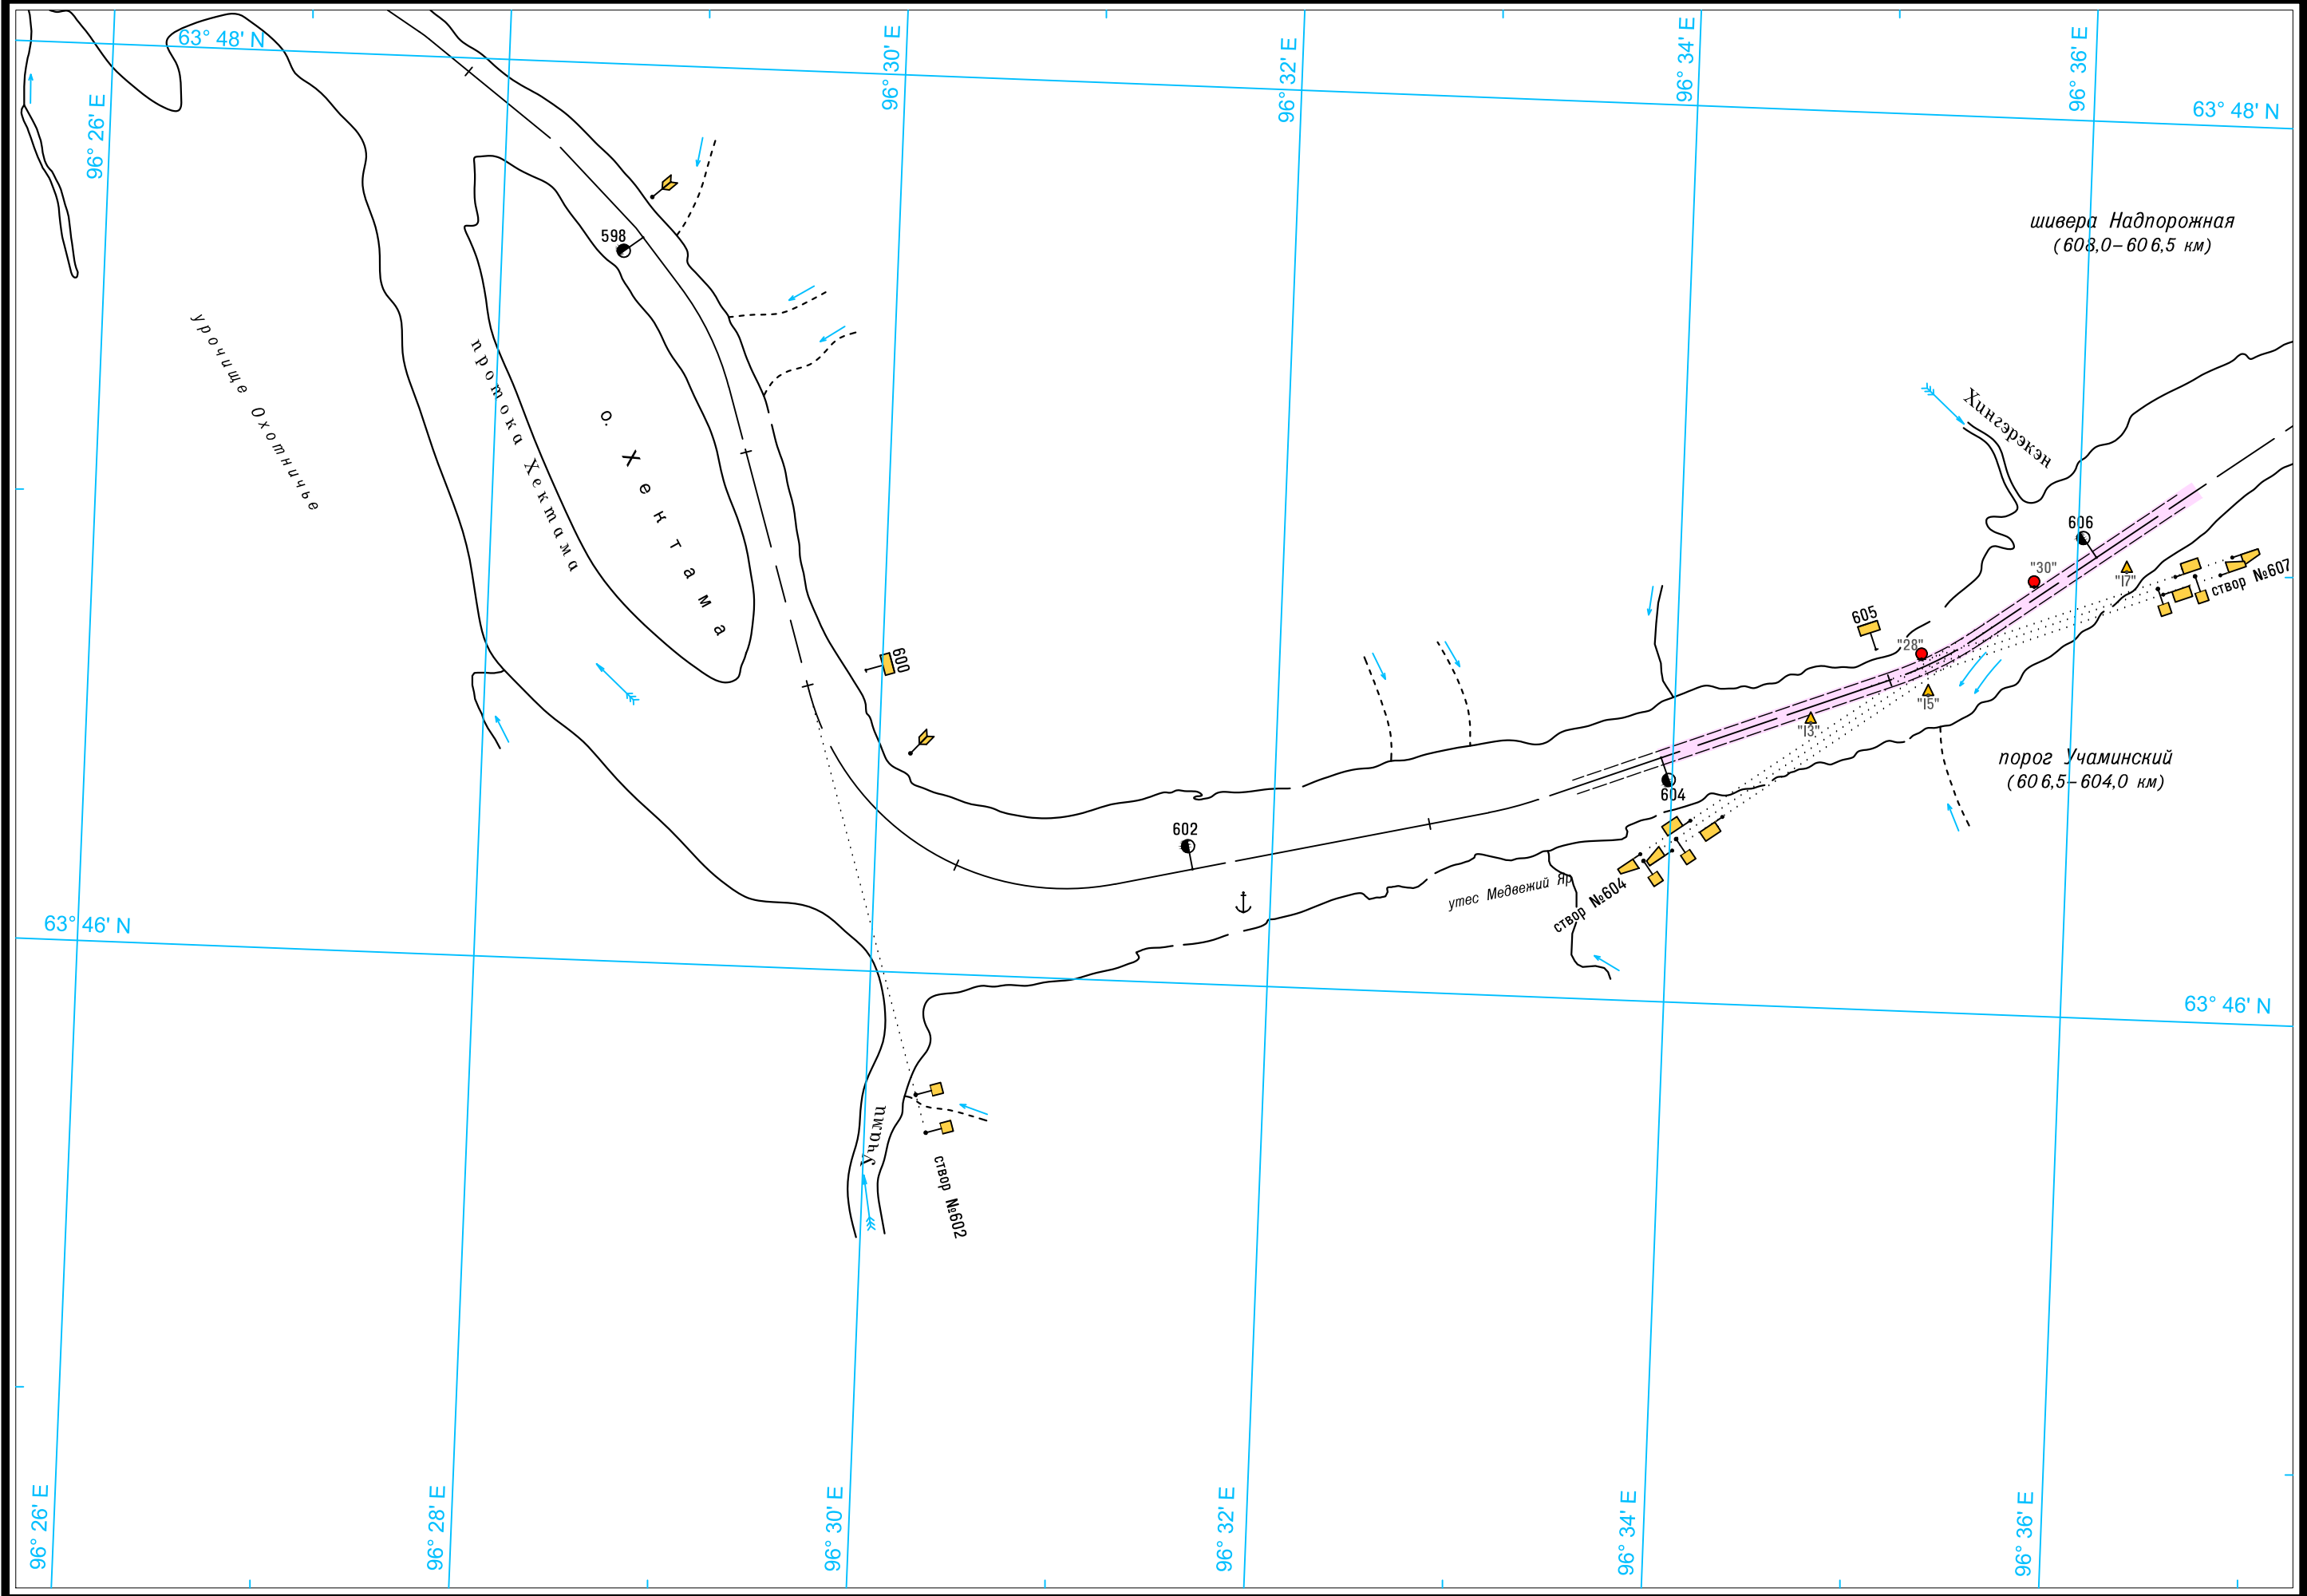 63° 48' N
96° 26' E
96° 30' E
96° 32' E
96° 34' E
96° 36' E
63° 48' N
598
шивера Надпорожная
(608,0–606,5 км)
урочище Охотничье
протока Хектама
о. Хектама
Хингэрэкэн
606
"30"
"17"
створ №607
605
"28"
"15"
"13"
600
порог Учаминский
(606,5–604,0 км)
604
602
утес Медвежий Яр
створ №604
63° 46' N
63° 46' N
Учами
створ №602
96° 26' E
96° 28' E
96° 30' E
96° 32' E
96° 34' E
96° 36' E